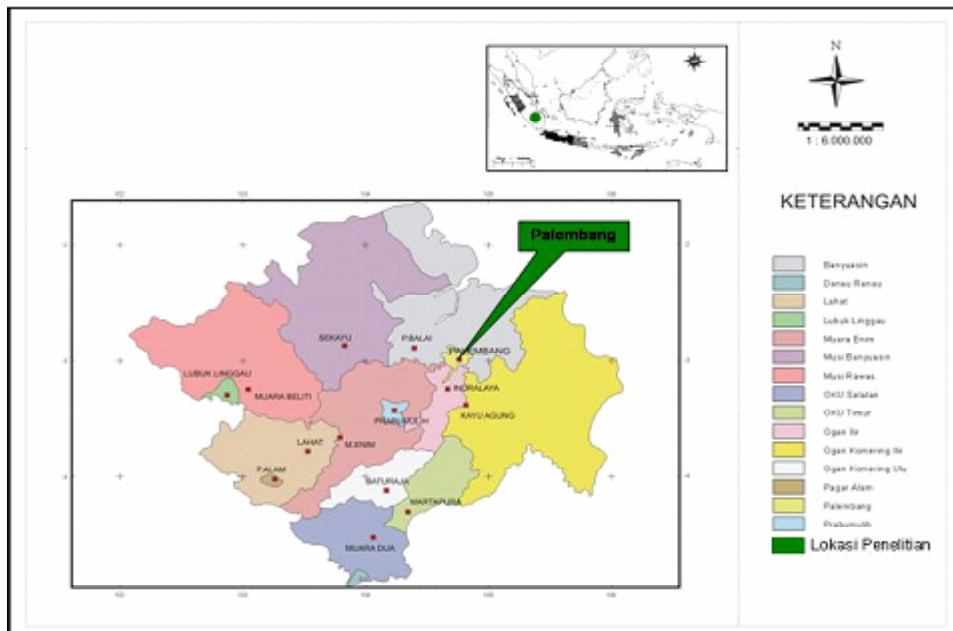 N
1 : 6.000.000
KETERANGAN
Banyuasin
Danau Ranau
Lahat
Lubuk Linggau
Muara Enim
Musi Banyuasin
Musi Rawas
OKU Selatan
OKU Timur
Ogan Ilir
Ogan Komering Ilir
Ogan Komering Ulu
Pagar Alam
Palembang
Prabumulih
Lokasi Penelitian
Palembang
SEKAYU
P.BALAI
PALEMBANG
LUBUK LINGGAU
MUARA BELITI
INDRALAYA
KAYU AGUNG
PRABUMULIH
LAHAT
M.ENIM
P.ALAM
BATURAJA
MARTAPURA
MUARA DUA